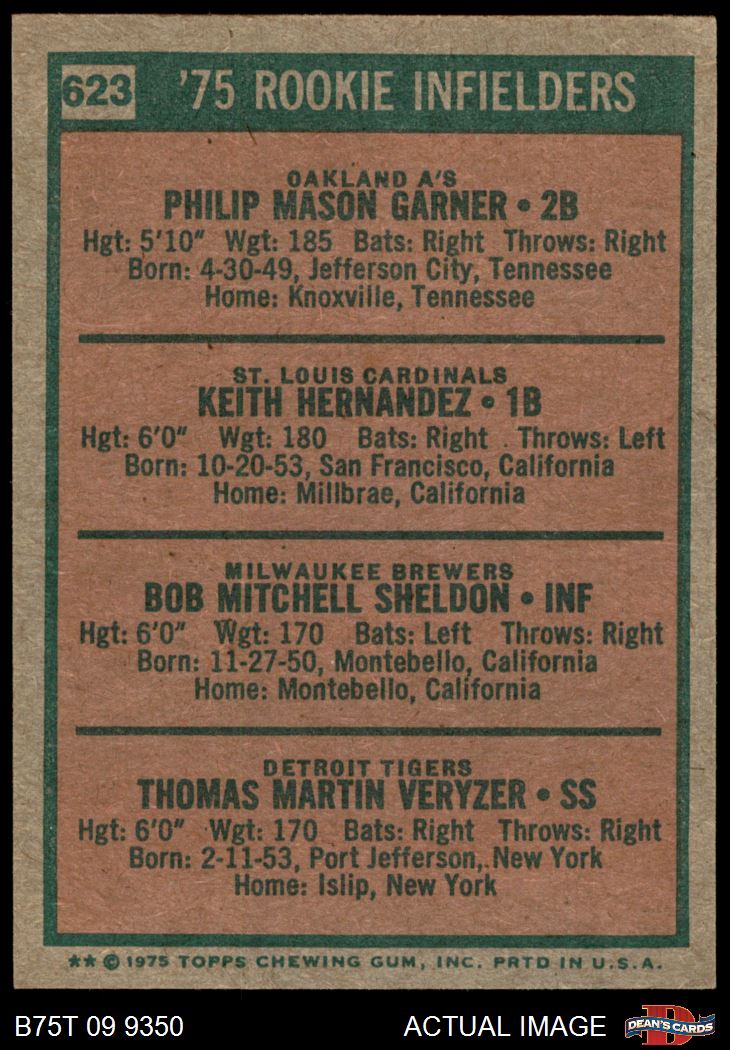 623 '75 ROOKIE INFIELDERS
OAKLAND A'S
PHILIP MASON GARNER • 2B
Hgt: 5'10" Wgt: 185 Bats: Right Throws: Right
Born: 4-30-49, Jefferson City, Tennessee
Home: Knoxville, Tennessee
ST. LOUIS CARDINALS
KEITH HERNANDEZ • 1B
Hgt: 6'0" Wgt: 180 Bats: Right Throws: Left
Born: 10-20-53, San Francisco, California
Home: Millbrae, California
MILWAUKEE BREWERS
BOB MITCHELL SHELDON • INF
Hgt: 6'0" Wgt: 170 Bats: Left Throws: Right
Born: 11-27-50, Montebello, California
Home: Montebello, California
DETROIT TIGERS
THOMAS MARTIN VERYZER • SS
Hgt: 6'0" Wgt: 170 Bats: Right Throws: Right
Born: 2-11-53, Port Jefferson, New York
Home: Islip, New York
** © 1975 TOPPS CHEWING GUM, INC. PRTD IN U.S.A.
B75T 09 9350 ACTUAL IMAGE D DEAN'S CARDS